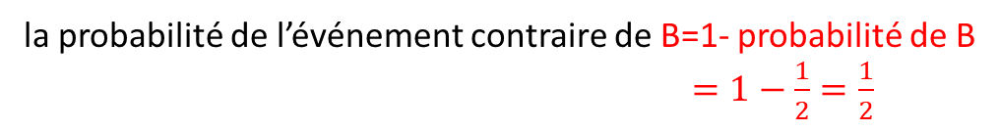 la probabilité de l’événement contraire de B=1- probabilité de B
= 1 − 1/2 = 1/2